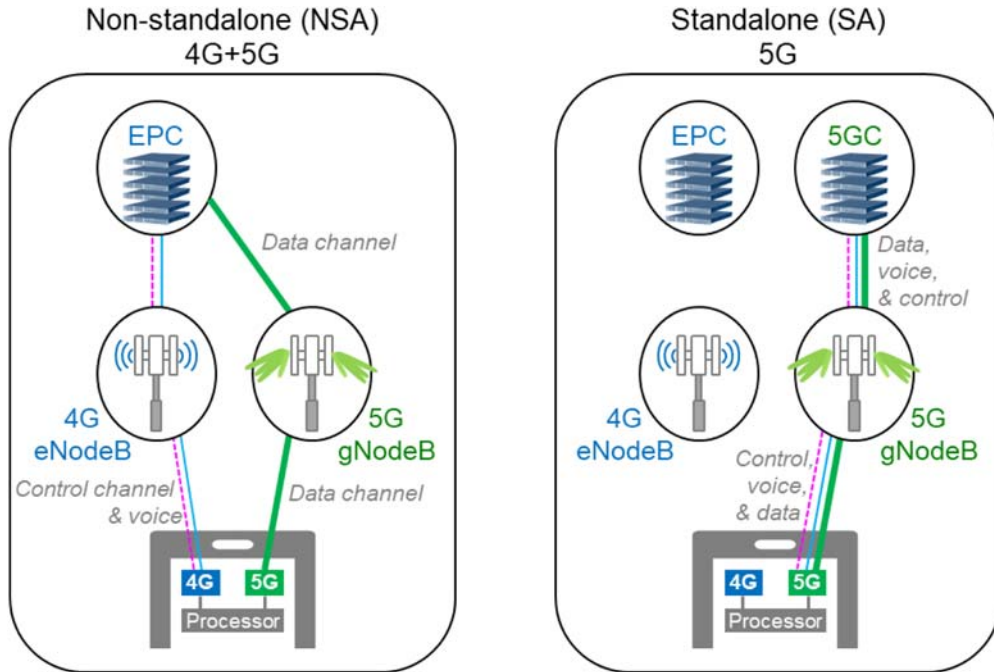 Non-standalone (NSA)
4G+5G
EPC
Data channel
4G
eNodeB
5G
gNodeB
Control channel
& voice
Data channel
4G
5G
Processor
Standalone (SA)
5G
EPC
5GC
Data,
voice,
& control
4G
eNodeB
5G
gNodeB
Control,
voice,
& data
4G
5G
Processor